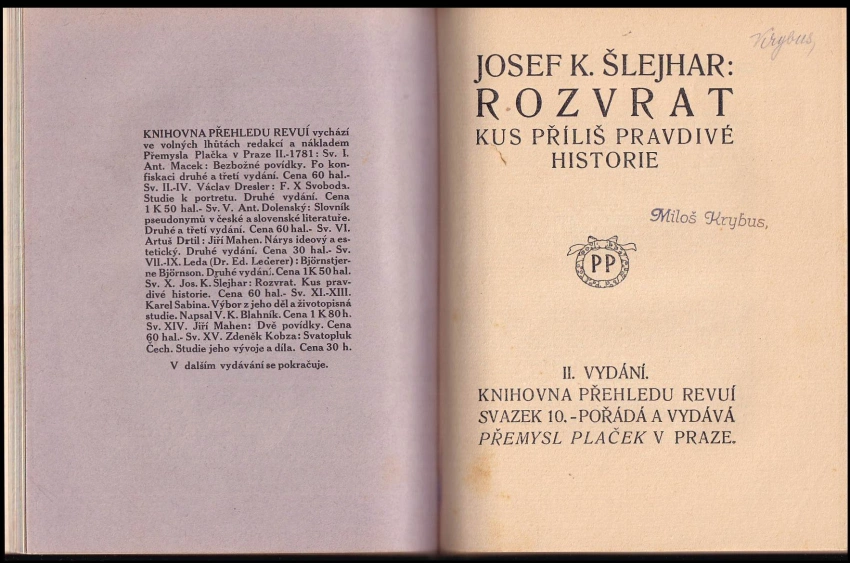 KNIHOVNA PŘEHLEDU REVUÍ vychází
ve volných lhůtách redakcí a nákladem
Přemysla Plačka v Praze II.-1781: Sv. I.
Ant. Macek: Bezbožné povídky. Fo kon-
fiskaci druhé a třetí vydání. Cena 60 hal.-
Sv. II.-IV. Václav Dresler: F. X Svoboda.
Studie k portretu. Druhé vydání. Cena
1 K 50 hal.- Sv. V. Ant. Dolenský: Slovník
pseudonymů v české a slovenské literatuře.
Druhé a třetí vydání. Cena 60 hal.- Sv. VI.
Artuš Drtil: Jiří Mahen. Nárys ideový a es-
tetický. Druhé vydání. Cena 30 hal.- Sv.
VII.-IX. Leda (Dr. Ed. Lederer): Björnstjer-
ne Björnson. Druhé vydání. Cena 1 K 50 hal.
Sv. X. Jos. K. Šlejhar: Rozvrat. Kus prav-
divé historie. Cena 60 hal.- Sv. XI.-XIII.
Karel Sabina. Výbor z jeho děl a životopisná
studie. Napsal V. K. Blahník. Cena 1 K 80 h.
Sv. XIV. Jiří Mahen: Dvě povídky. Cena
60 hal.- Sv. XV. Zdeněk Kobza: Svatopluk
Čech. Studie jeho vývoje a díla. Cena 30 h.
V dalším vydávání se pokračuje.
Krybus,
JOSEF K. ŠLEJHAR:
ROZVRAT
KUS PŘÍLIŠ PRAVDIVÉ
HISTORIE
Miloš Krybus,
PP
II. VYDÁNÍ.
KNIHOVNA PŘEHLEDU REVUÍ
SVAZEK 10.-POŘÁDÁ A VYDÁVÁ
PŘEMYSL PLAČEK V PRAZE.